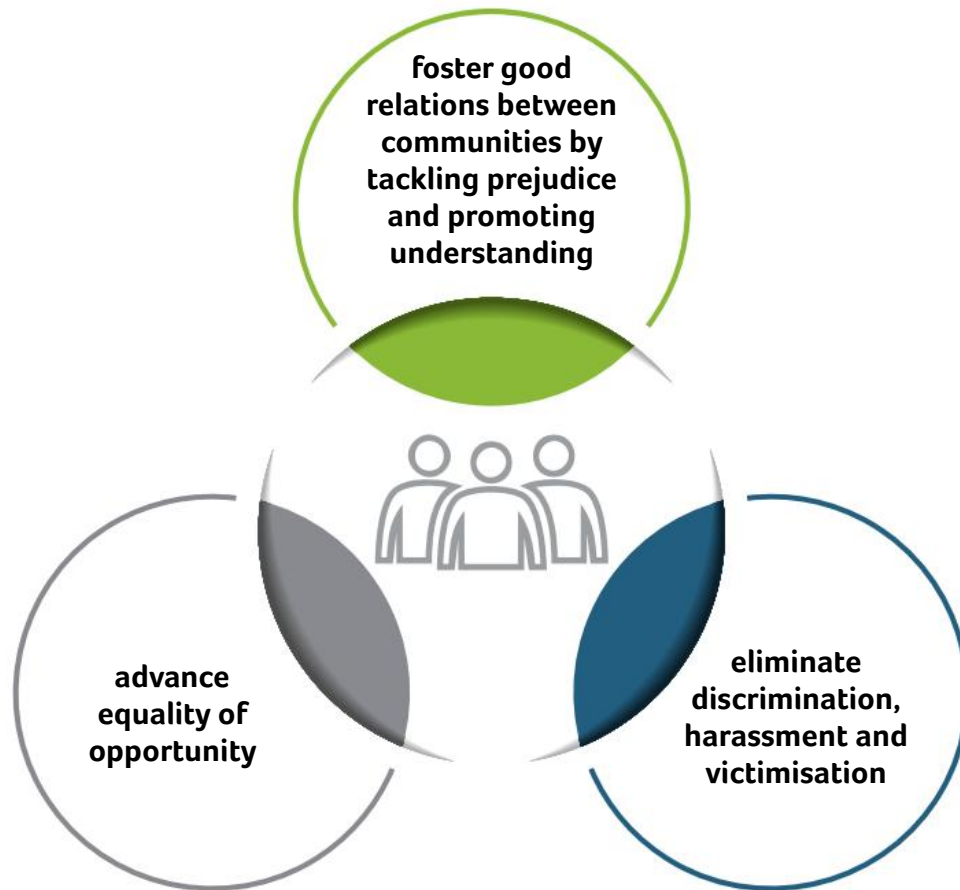 foster good
relations between
communities by
tackling prejudice
and promoting
understanding
advance
equality of
opportunity
eliminate
discrimination,
harassment and
victimisation